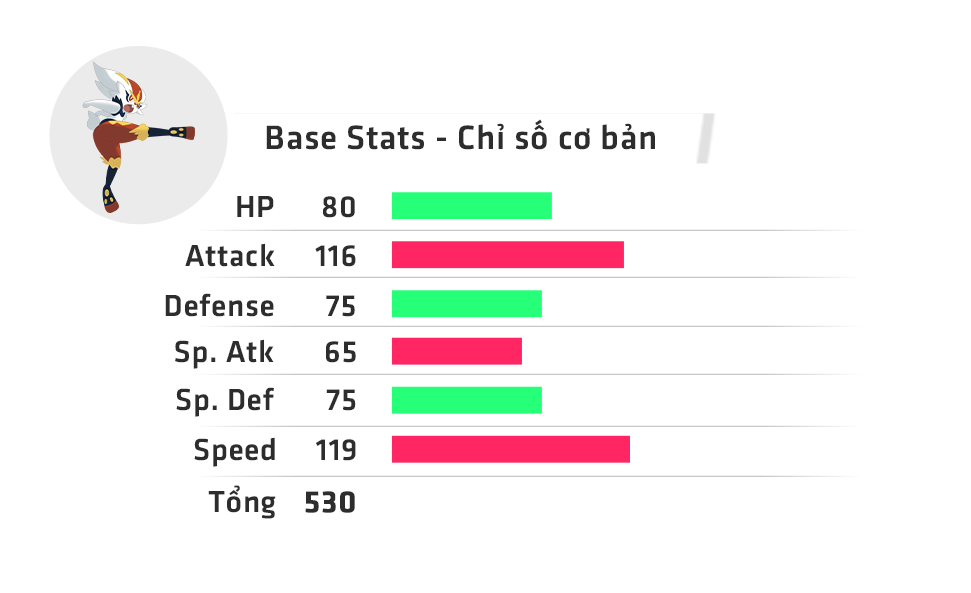 Base Stats - Chỉ số cơ bản
HP 80
Attack 116
Defense 75
Sp. Atk 65
Sp. Def 75
Speed 119
Tổng 530